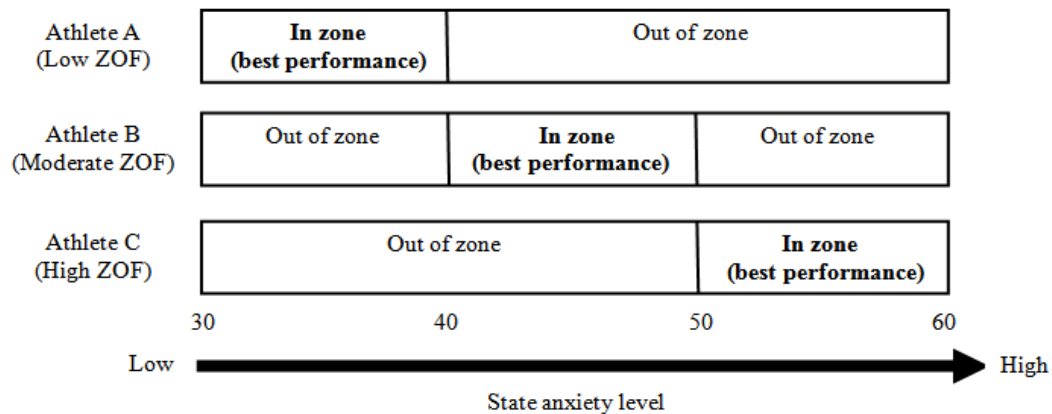 Athlete A
(Low ZOF)
In zone
(best performance)
Out of zone
Athlete B
(Moderate ZOF)
Out of zone
In zone
(best performance)
Out of zone
Athlete C
(High ZOF)
Out of zone
In zone
(best performance)
30 40 50 60
Low High
State anxiety level